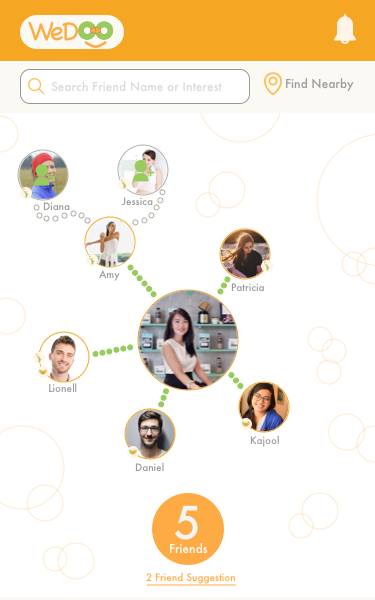 WeDOO
Search Friend Name or Interest
Find Nearby
Diana
Jessica
Amy
Patricia
Lionell
Kajool
Daniel
5
Friends
2 Friend Suggestion